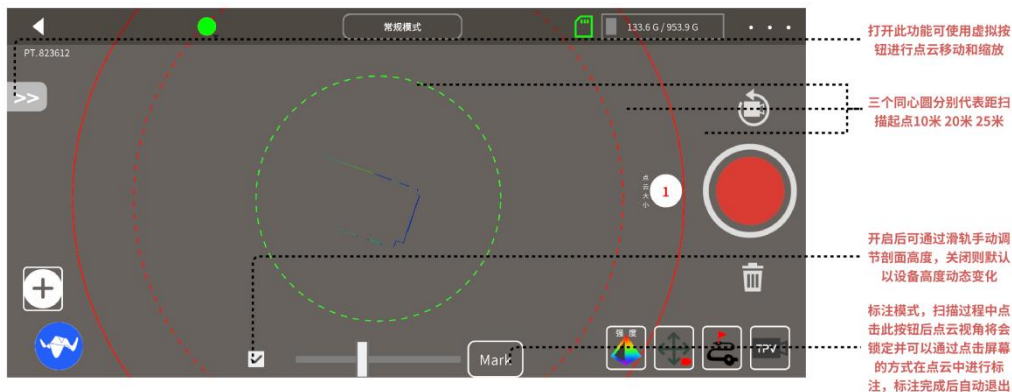 常规模式
133.6 G / 953.9 G
PT.823612
>>
点
云
大
小
1
强 度
Mark
TPV
打开此功能可使用虚拟按
钮进行点云移动和缩放
三个同心圆分别代表距扫
描起点10米 20米 25米
开启后可通过滑轨手动调
节剖面高度，关闭则默认
以设备高度动态变化
标注模式，扫描过程中点
击此按钮后点云视角将会
锁定并可以通过点击屏幕
的方式在点云中进行标
注，标注完成后自动退出